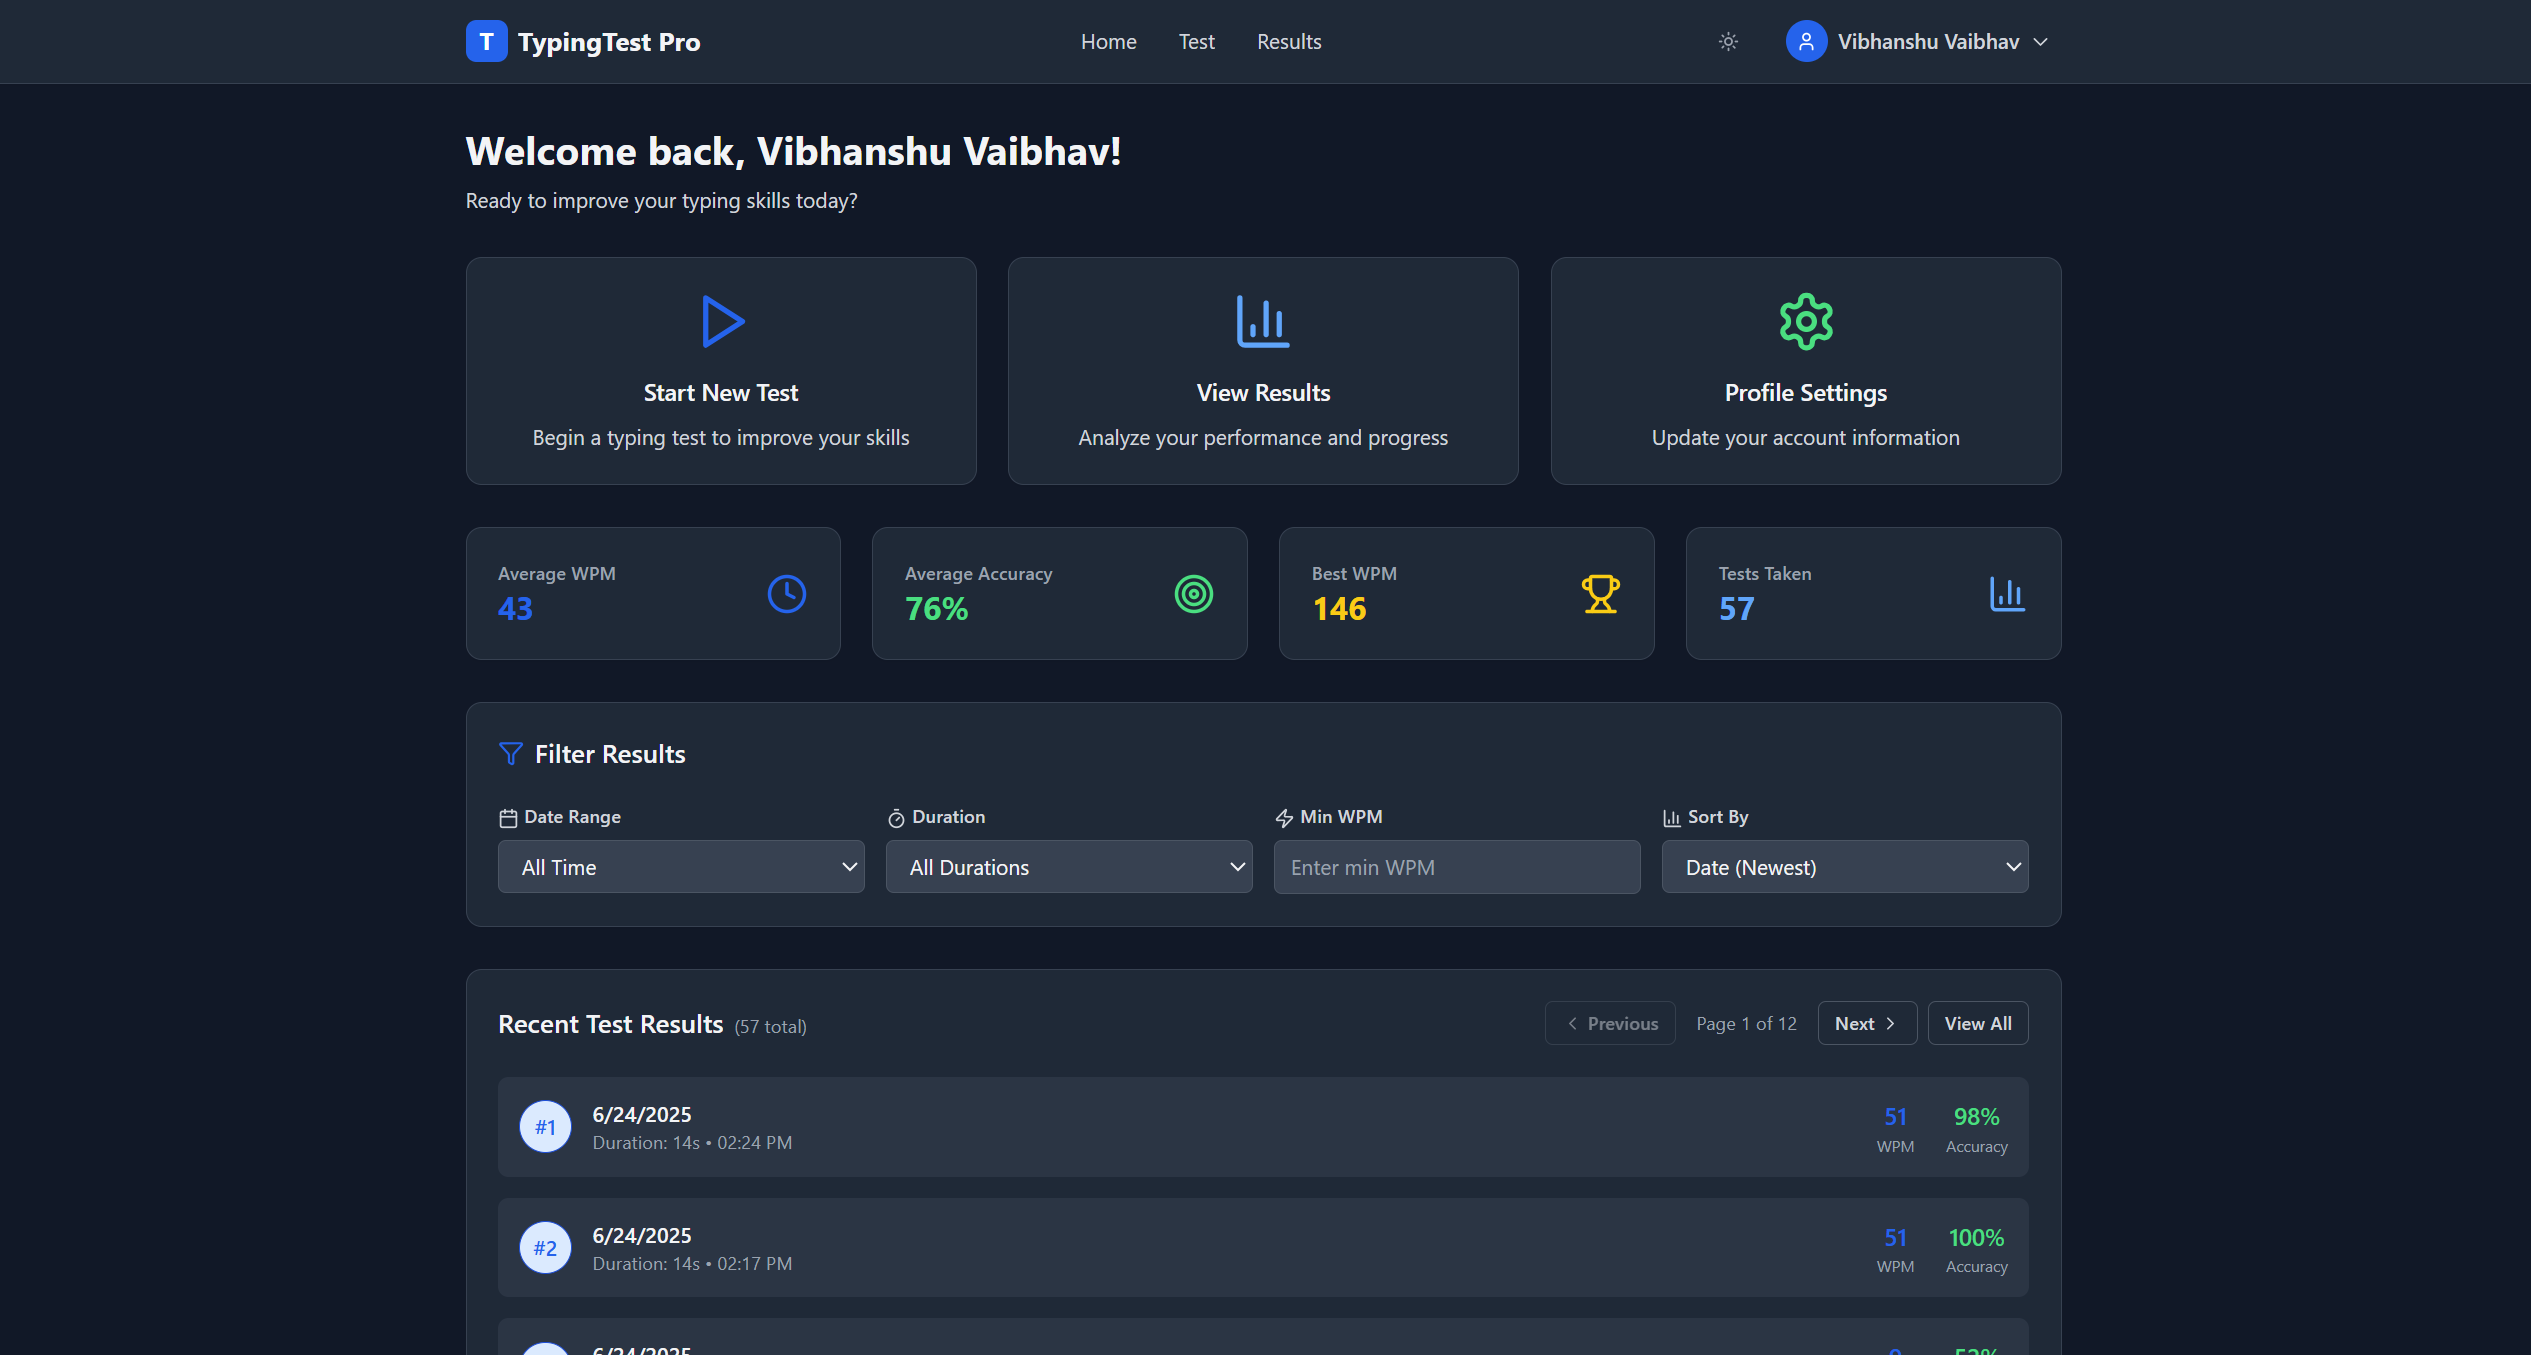 T TypingTest Pro
Home Test Results
Vibhanshu Vaibhav
Welcome back, Vibhanshu Vaibhav!
Ready to improve your typing skills today?
Start New Test
Begin a typing test to improve your skills
View Results
Analyze your performance and progress
Profile Settings
Update your account information
Average WPM
43
Average Accuracy
76%
Best WPM
146
Tests Taken
57
Filter Results
Date Range
All Time
Duration
All Durations
Min WPM
Enter min WPM
Sort By
Date (Newest)
Recent Test Results (57 total)
Previous Page 1 of 12 Next View All
#1
6/24/2025
Duration: 14s • 02:24 PM
51
WPM
98%
Accuracy
#2
6/24/2025
Duration: 14s • 02:17 PM
51
WPM
100%
Accuracy
6/24/2025